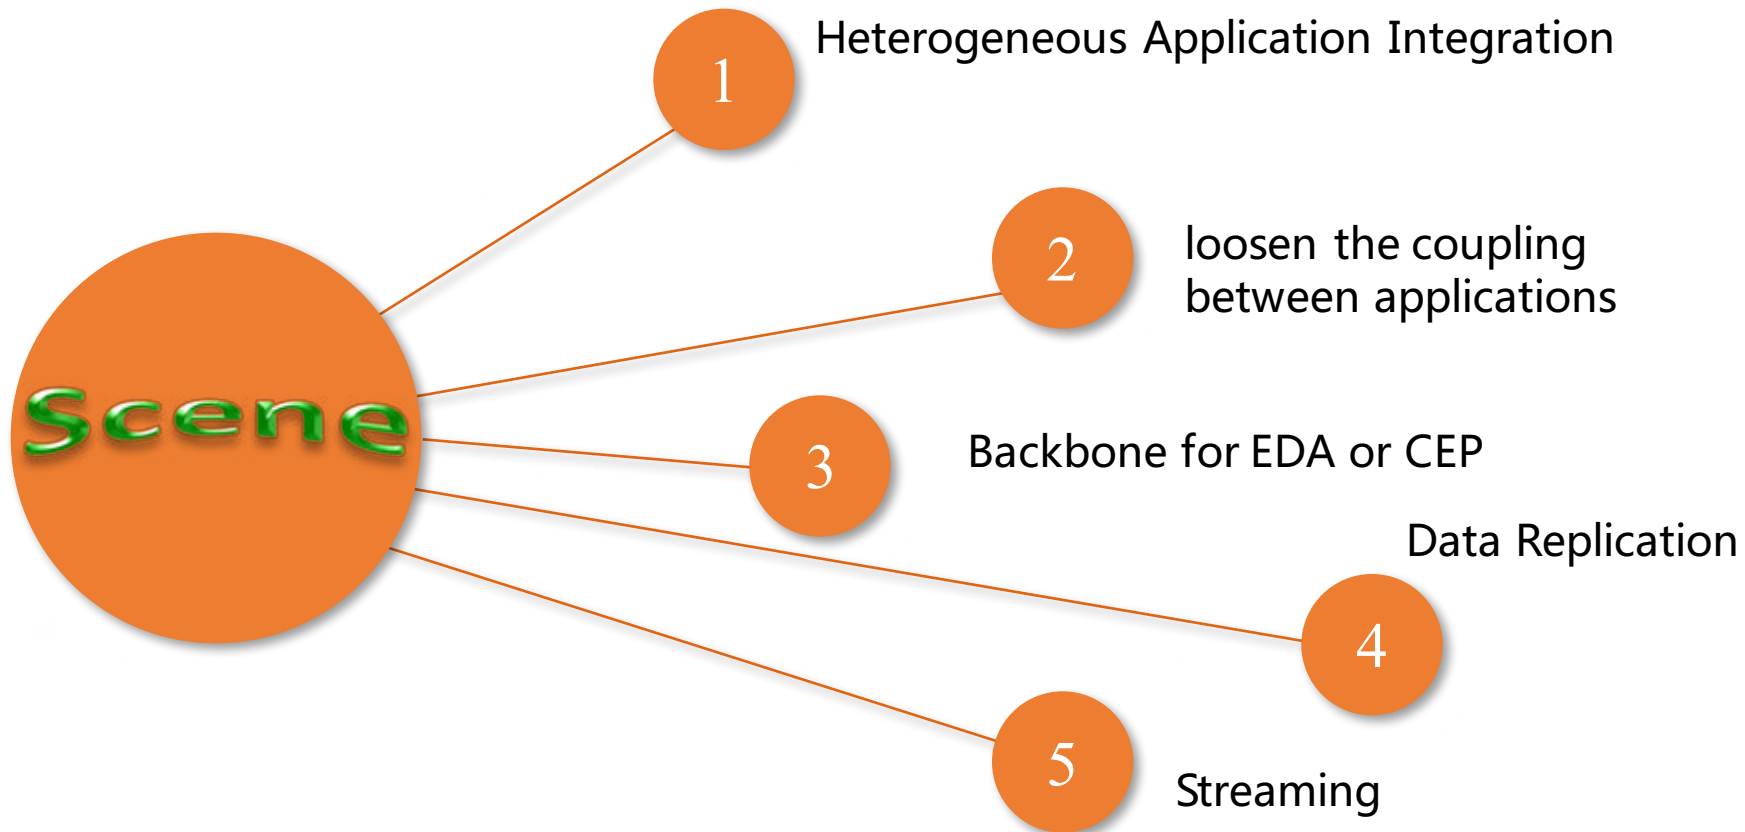 1
Heterogeneous Application Integration
2
loosen the coupling
between applications
Scene
3
Backbone for EDA or CEP
Data Replication
4
5
Streaming